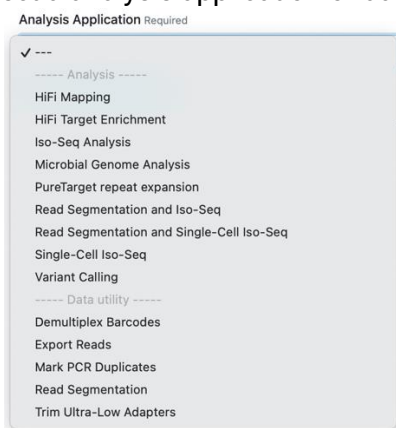 Analysis Application Required
✓ ---
----- Analysis -----
HiFi Mapping
HiFi Target Enrichment
Iso-Seq Analysis
Microbial Genome Analysis
PureTarget repeat expansion
Read Segmentation and Iso-Seq
Read Segmentation and Single-Cell Iso-Seq
Single-Cell Iso-Seq
Variant Calling
----- Data utility -----
Demultiplex Barcodes
Export Reads
Mark PCR Duplicates
Read Segmentation
Trim Ultra-Low Adapters